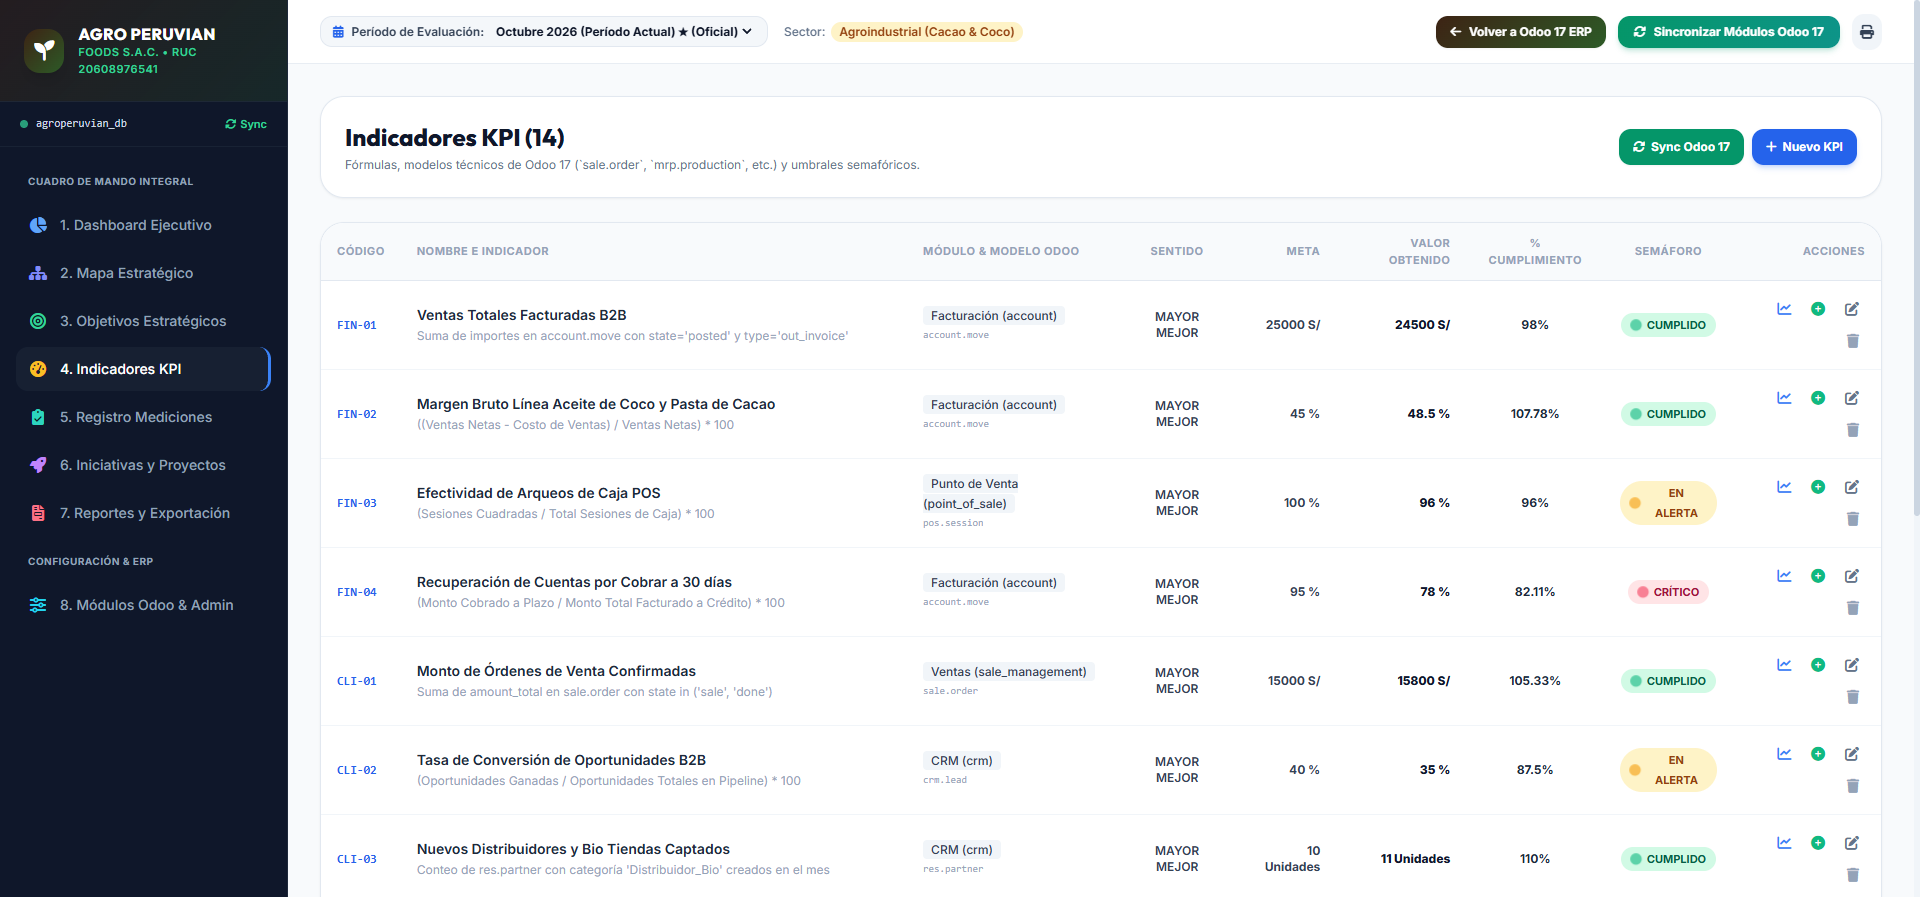 AGRO PERUVIAN
FOODS S.A.C. • RUC
20608976541
agroperuvian_db
Sync
CUADRO DE MANDO INTEGRAL
1. Dashboard Ejecutivo
2. Mapa Estratégico
3. Objetivos Estratégicos
4. Indicadores KPI
5. Registro Mediciones
6. Iniciativas y Proyectos
7. Reportes y Exportación
CONFIGURACIÓN & ERP
8. Módulos Odoo & Admin
Período de Evaluación: Octubre 2026 (Período Actual) ★ (Oficial)
Sector: Agroindustrial (Cacao & Coco)
Volver a Odoo 17 ERP
Sincronizar Módulos Odoo 17
Indicadores KPI (14)
Fórmulas, modelos técnicos de Odoo 17 (`sale.order`, `mrp.production`, etc.) y umbrales semafóricos.
Sync Odoo 17
+ Nuevo KPI
CÓDIGO
NOMBRE E INDICADOR
MÓDULO & MODELO ODOO
SENTIDO
META
VALOR
OBTENIDO
%
CUMPLIMIENTO
SEMÁFORO
ACCIONES
FIN-01
Ventas Totales Facturadas B2B
Suma de importes en account.move con state='posted' y type='out_invoice'
Facturación (account)
account.move
MAYOR
MEJOR
25000 S/
24500 S/
98%
CUMPLIDO
FIN-02
Margen Bruto Línea Aceite de Coco y Pasta de Cacao
((Ventas Netas - Costo de Ventas) / Ventas Netas) * 100
Facturación (account)
account.move
MAYOR
MEJOR
45 %
48.5 %
107.78%
CUMPLIDO
FIN-03
Efectividad de Arqueos de Caja POS
(Sesiones Cuadradas / Total Sesiones de Caja) * 100
Punto de Venta
(point_of_sale)
pos.session
MAYOR
MEJOR
100 %
96 %
96%
EN
ALERTA
FIN-04
Recuperación de Cuentas por Cobrar a 30 días
(Monto Cobrado a Plazo / Monto Total Facturado a Crédito) * 100
Facturación (account)
account.move
MAYOR
MEJOR
95 %
78 %
82.11%
CRÍTICO
CLI-01
Monto de Órdenes de Venta Confirmadas
Suma de amount_total en sale.order con state in ('sale', 'done')
Ventas (sale_management)
sale.order
MAYOR
MEJOR
15000 S/
15800 S/
105.33%
CUMPLIDO
CLI-02
Tasa de Conversión de Oportunidades B2B
(Oportunidades Ganadas / Oportunidades Totales en Pipeline) * 100
CRM (crm)
crm.lead
MAYOR
MEJOR
40 %
35 %
87.5%
EN
ALERTA
CLI-03
Nuevos Distribuidores y Bio Tiendas Captados
Conteo de res.partner con categoría 'Distribuidor_Bio' creados en el mes
CRM (crm)
res.partner
MAYOR
MEJOR
10
Unidades
11 Unidades
110%
CUMPLIDO